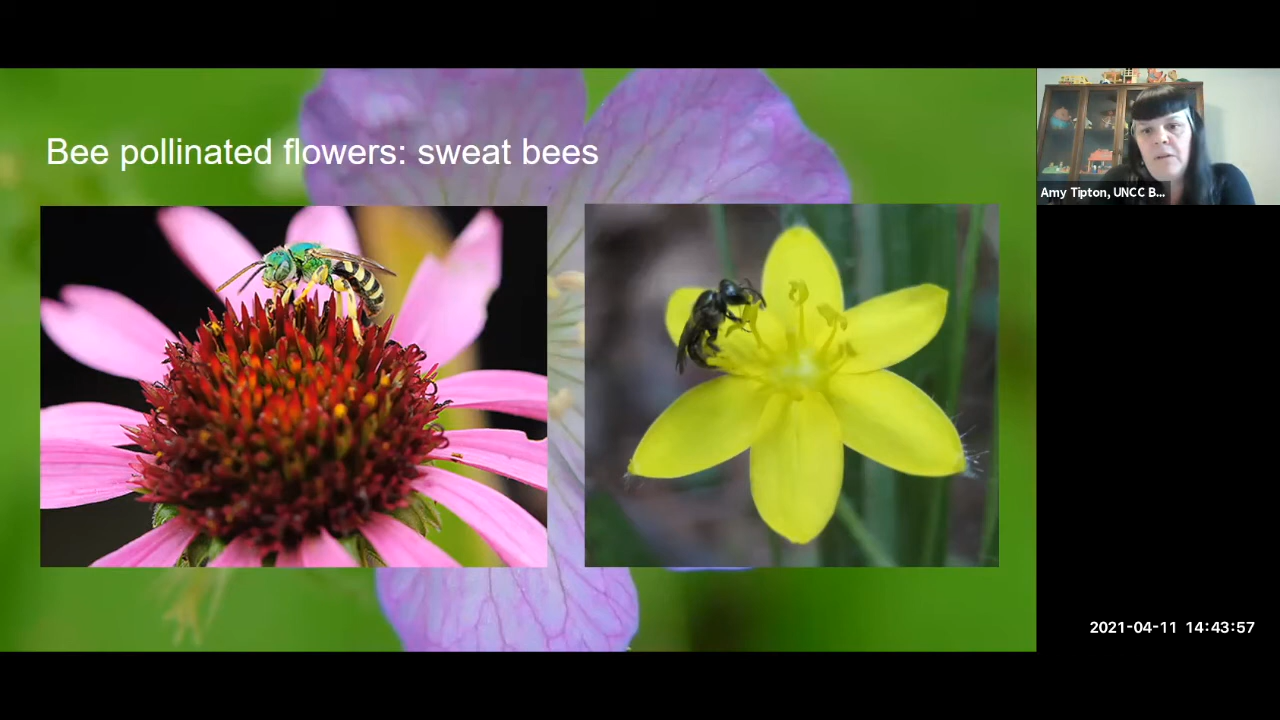 Bee pollinated flowers: sweat bees
Amy Tipton, UNCC B...
2021-04-11 14:43:57